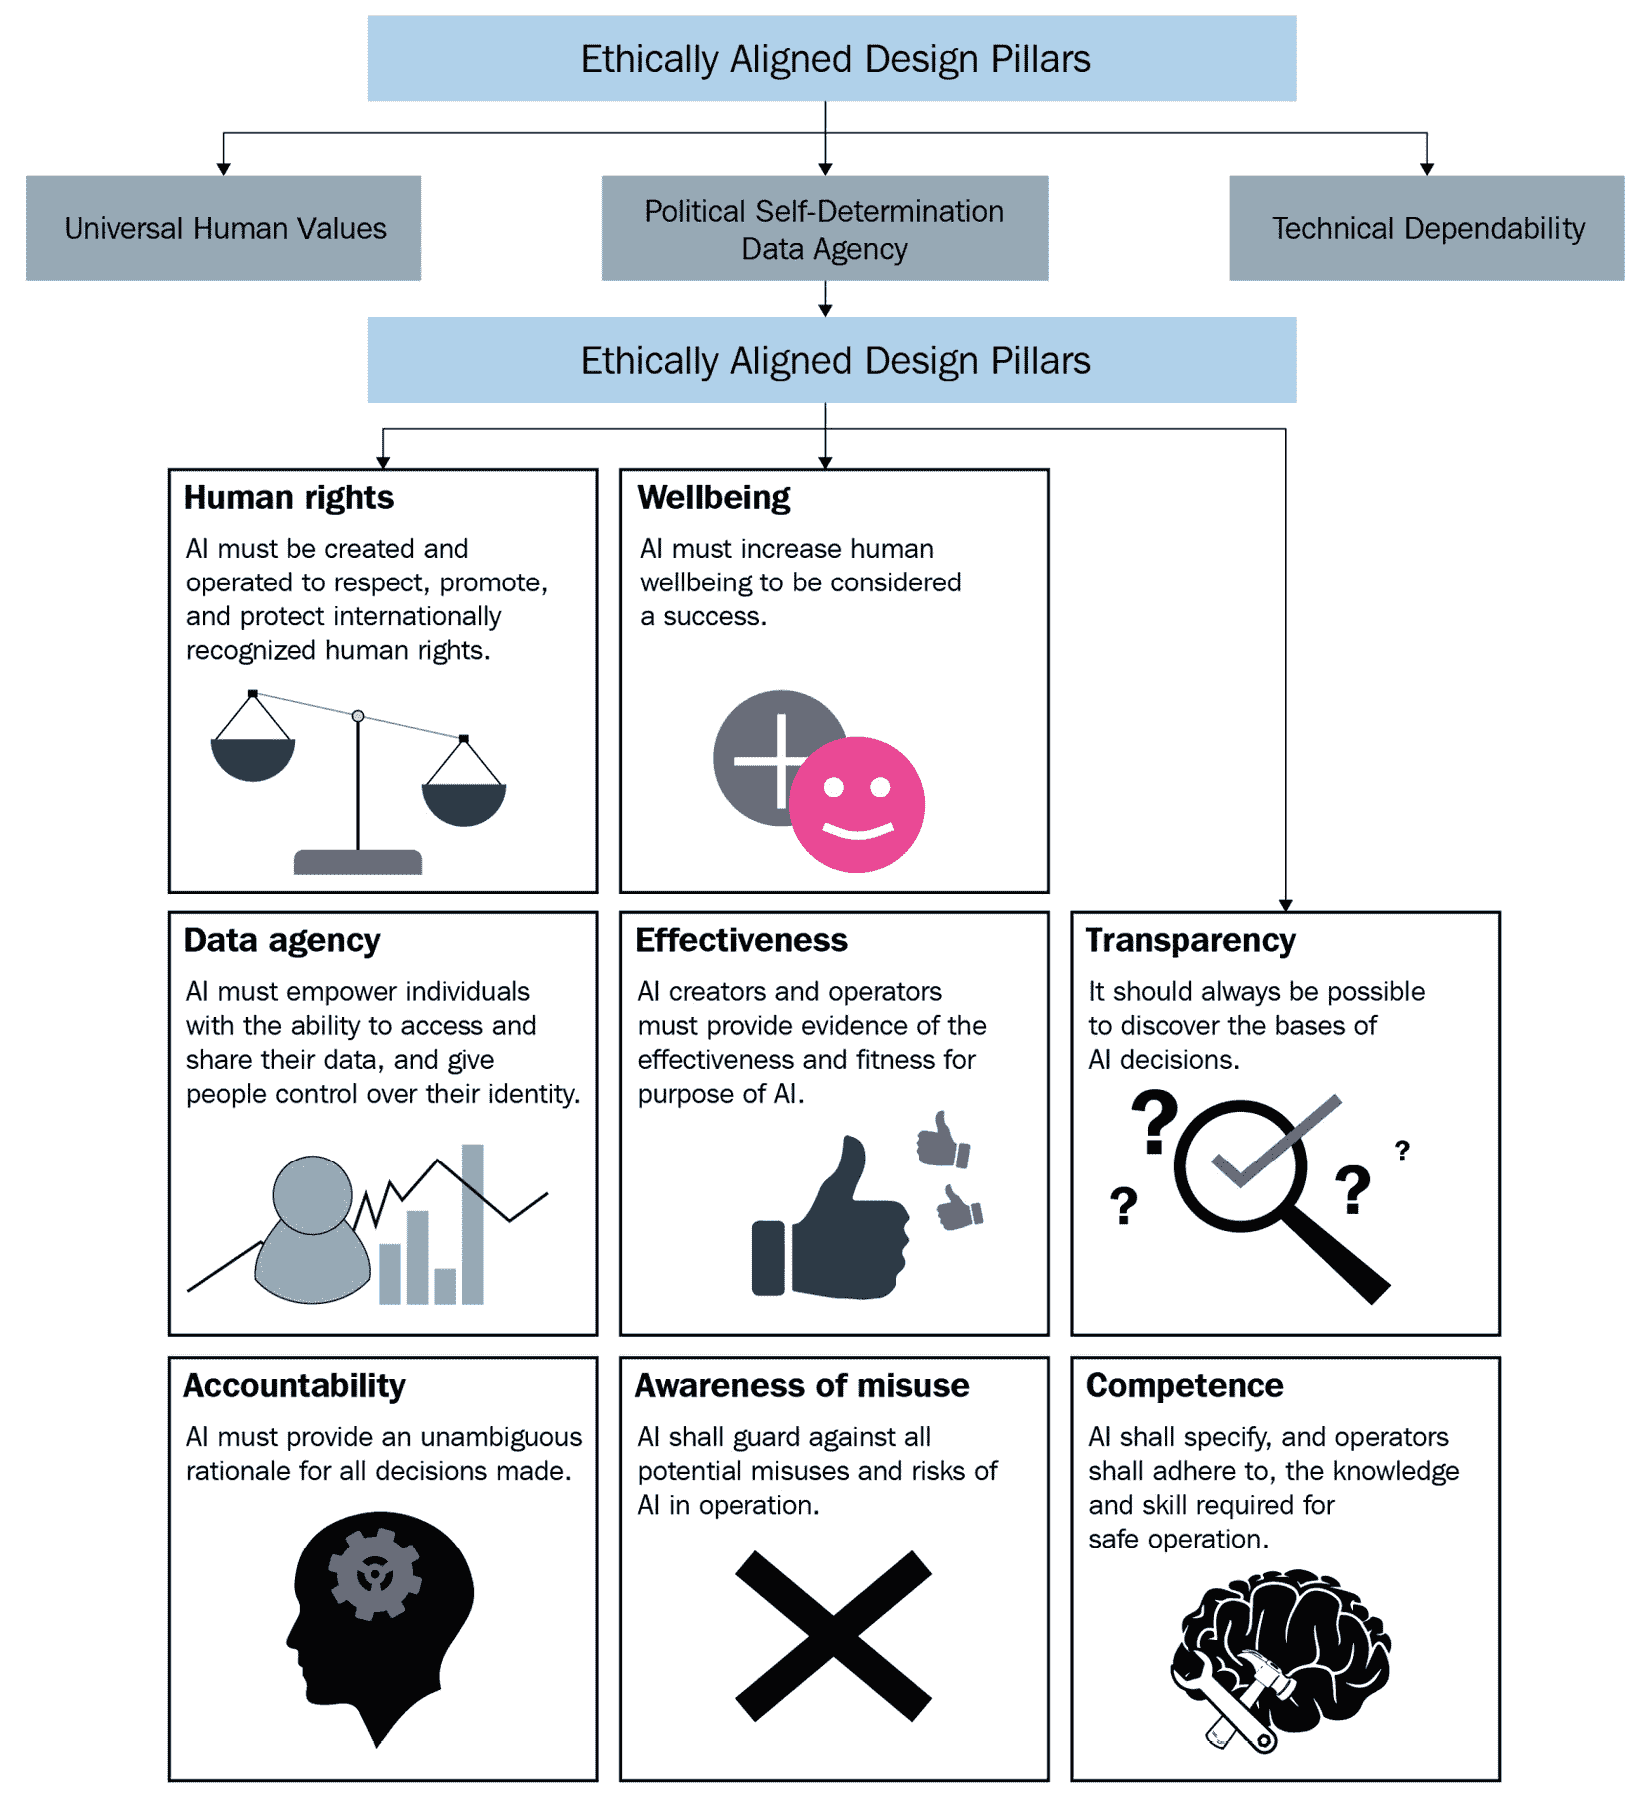 Ethically Aligned Design Pillars
Universal Human Values
Political Self-Determination
Data Agency
Technical Dependability
Ethically Aligned Design Pillars
Human rights
AI must be created and
operated to respect, promote,
and protect internationally
recognized human rights.
Wellbeing
AI must increase human
wellbeing to be considered
a success.
Data agency
AI must empower individuals
with the ability to access and
share their data, and give
people control over their identity.
Effectiveness
AI creators and operators
must provide evidence of the
effectiveness and fitness for
purpose of AI.
Transparency
It should always be possible
to discover the bases of
AI decisions.
?
?
?
?
Accountability
AI must provide an unambiguous
rationale for all decisions made.
Awareness of misuse
AI shall guard against all
potential misuses and risks of
AI in operation.
Competence
AI shall specify, and operators
shall adhere to, the knowledge
and skill required for
safe operation.